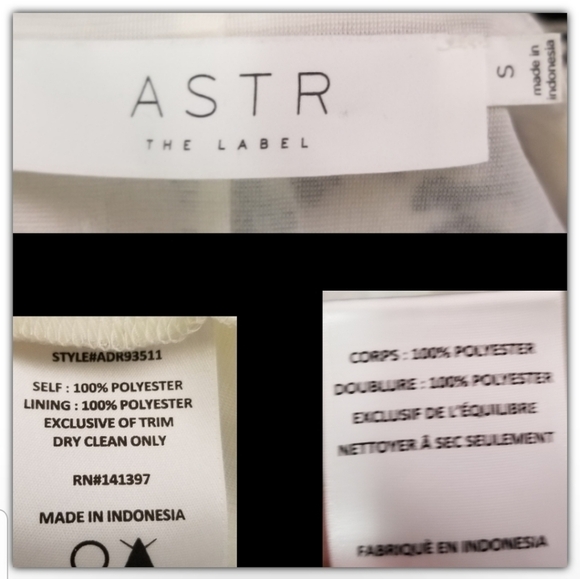 ASTR
THE LABEL
S
made in
indonesia
STYLE#ADR93511
SELF : 100% POLYESTER
LINING : 100% POLYESTER
EXCLUSIVE OF TRIM
DRY CLEAN ONLY
RN#141397
MADE IN INDONESIA
CORPS : 100% POLYESTER
DOUBLURE : 100% POLYESTER
EXCLUSIF DE L'ÉQUILIBRE
NETTOYER À SEC SEULEMENT
FABRIQUÉ EN INDONESIA